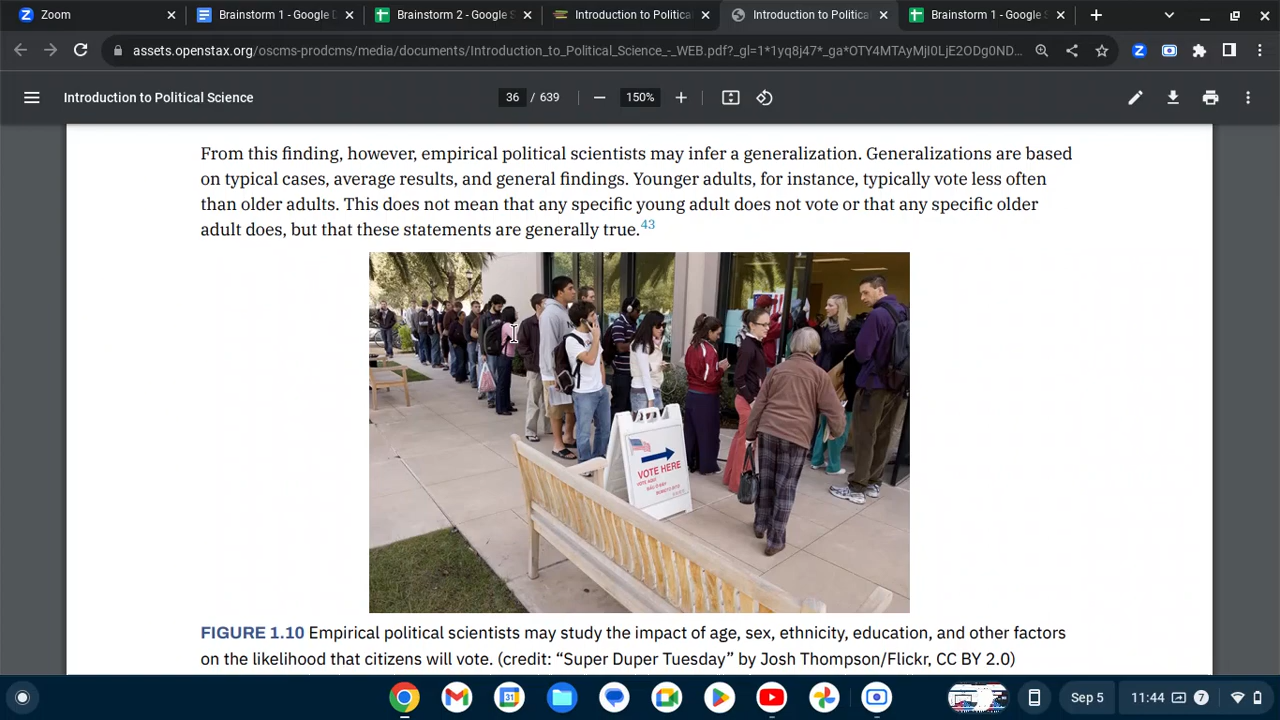 Zoom
Brainstorm 1 - Google D
Brainstorm 2 - Google S
Introduction to Politica
Introduction to Politica
Brainstorm 1 - Google S
assets.openstax.org/oscms-prodcms/media/documents/Introduction_to_Political_Science_-_WEB.pdf?_gl=1*1yq8j47*_ga*OTY4MTAyMjI0LjE2ODg0ND...
Introduction to Political Science
36 / 639
150%
From this finding, however, empirical political scientists may infer a generalization. Generalizations are based
on typical cases, average results, and general findings. Younger adults, for instance, typically vote less often
than older adults. This does not mean that any specific young adult does not vote or that any specific older
adult does, but that these statements are generally true.43
VOTE HERE
FIGURE 1.10 Empirical political scientists may study the impact of age, sex, ethnicity, education, and other factors
on the likelihood that citizens will vote. (credit: “Super Duper Tuesday” by Josh Thompson/Flickr, CC BY 2.0)
31
Sep 5
11:44
7